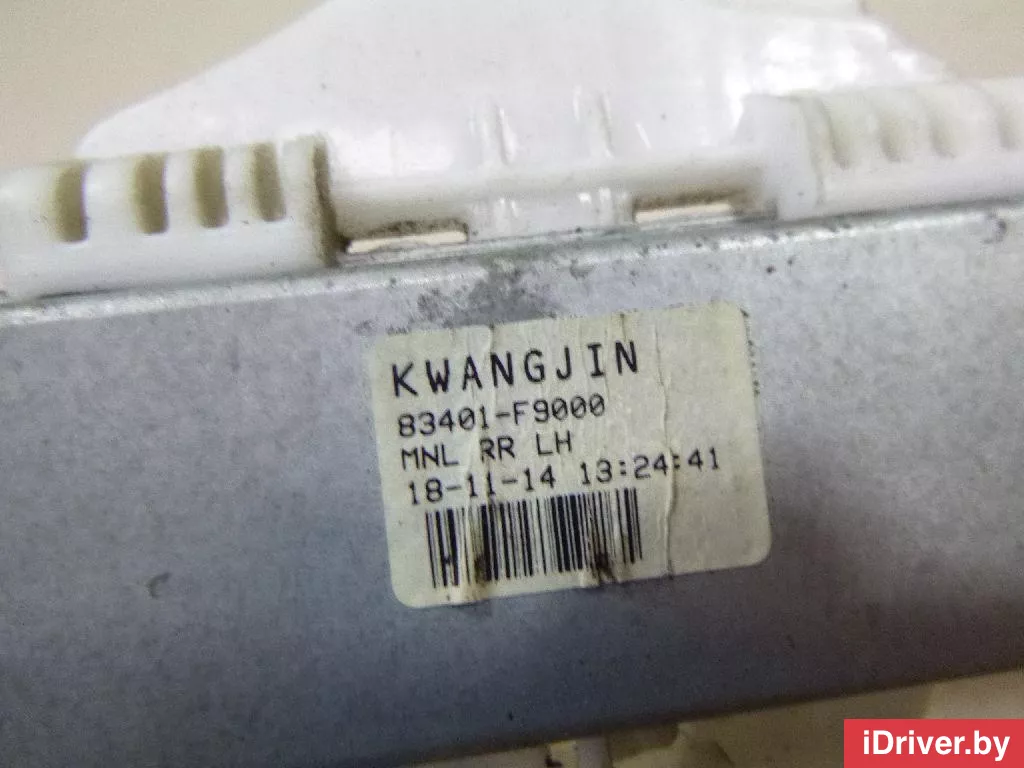 KWANGJIN
83401-F9000
MNL RR LH
18-11-14 13:24:41
iDriver.by